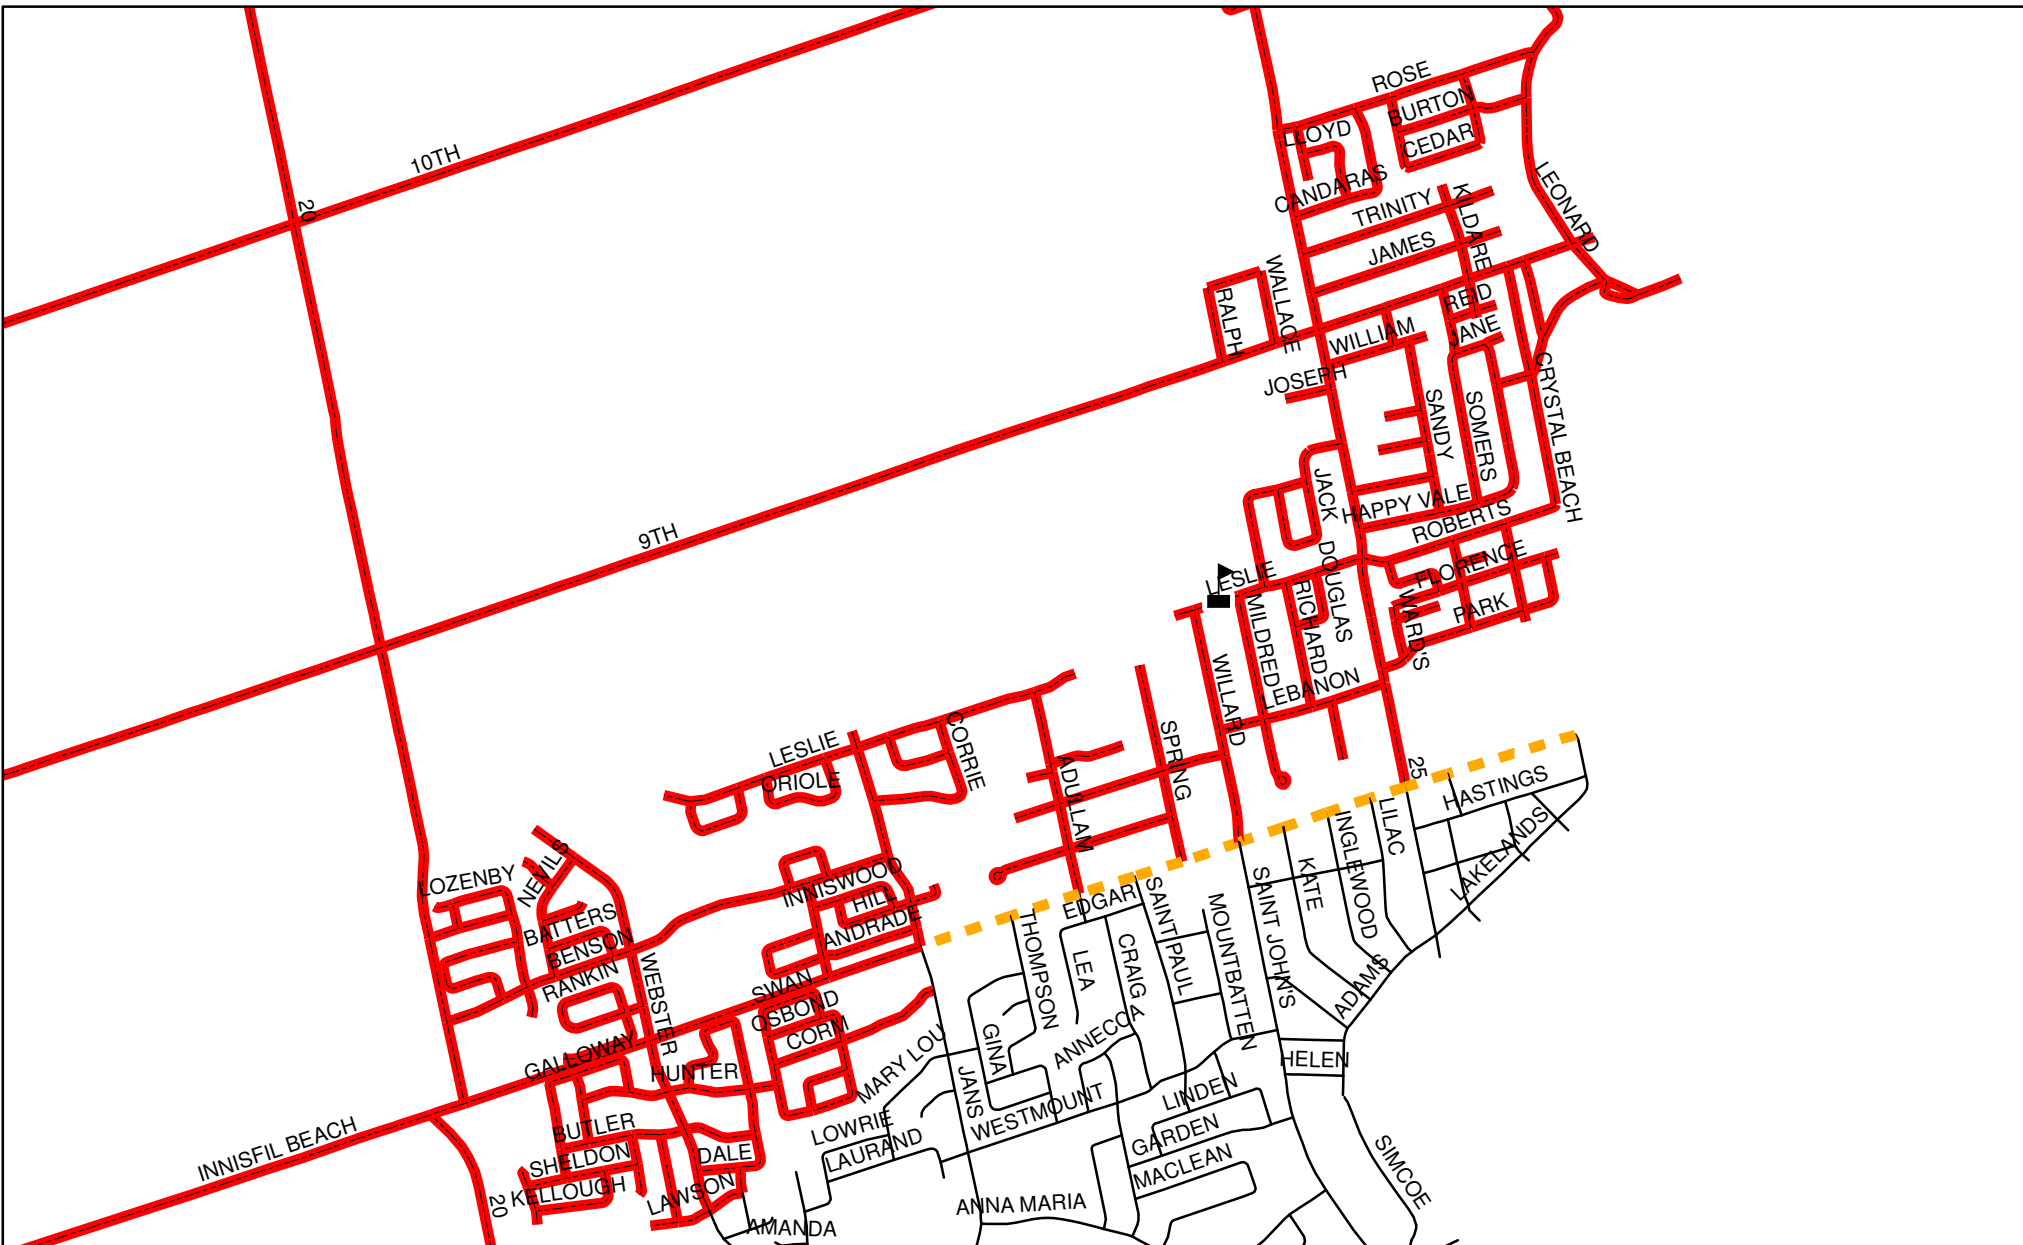 ROSE
BURTON
LLOYD
CEDAR
10TH
CANDARAS
LEONARD
20
TRINITY
KILDARE
JAMES
WALLACE
RALPH
REID
WILLIAM
JANE
JOSEPH
CRYSTAL BEACH
SANDY
SOMERS
JACK
HAPPY VALE
ROBERTS
9TH
DOUGLAS
FLORENCE
LESLIE
MILDRED
RICHARD
WARD'S
PARK
WILLARD
LEBANON
CORRIE
LESLIE
SPRING
ORIOLE
ADULLAM
25
HASTINGS
LILAC
INGLEWOOD
LAKELANDS
NEVILS
LOZENBY
INNISWOOD
HILL
KATE
SAINT JOHN'S
EDGAR
SAINT PAUL
MOUNTBATTEN
BATTERS
ANDRADE
THOMPSON
BENSON
CRAIG
LEA
RANKIN
WEBSTER
SWAN
ADAMS
OSBOND
CORM
ANNECCA
GINA
GALLOWAY
MARY LOU
HUNTER
HELEN
JANS
LINDEN
WESTMOUNT
BUTLER
LOWRIE
INNISFIL BEACH
LAURAND
GARDEN
SHELDON
DALE
MACLEAN
SIMCOE
KELLOUGH
LAWSON
20
ANNA MARIA
AMANDA